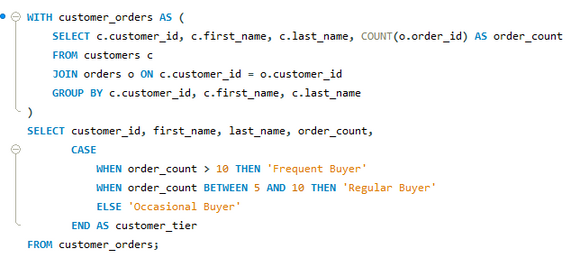 WITH customer_orders AS (
SELECT c.customer_id, c.first_name, c.last_name, COUNT(o.order_id) AS order_count
FROM customers c
JOIN orders o ON c.customer_id = o.customer_id
GROUP BY c.customer_id, c.first_name, c.last_name
)
SELECT customer_id, first_name, last_name, order_count,
CASE
WHEN order_count > 10 THEN 'Frequent Buyer'
WHEN order_count BETWEEN 5 AND 10 THEN 'Regular Buyer'
ELSE 'Occasional Buyer'
END AS customer_tier
FROM customer_orders;